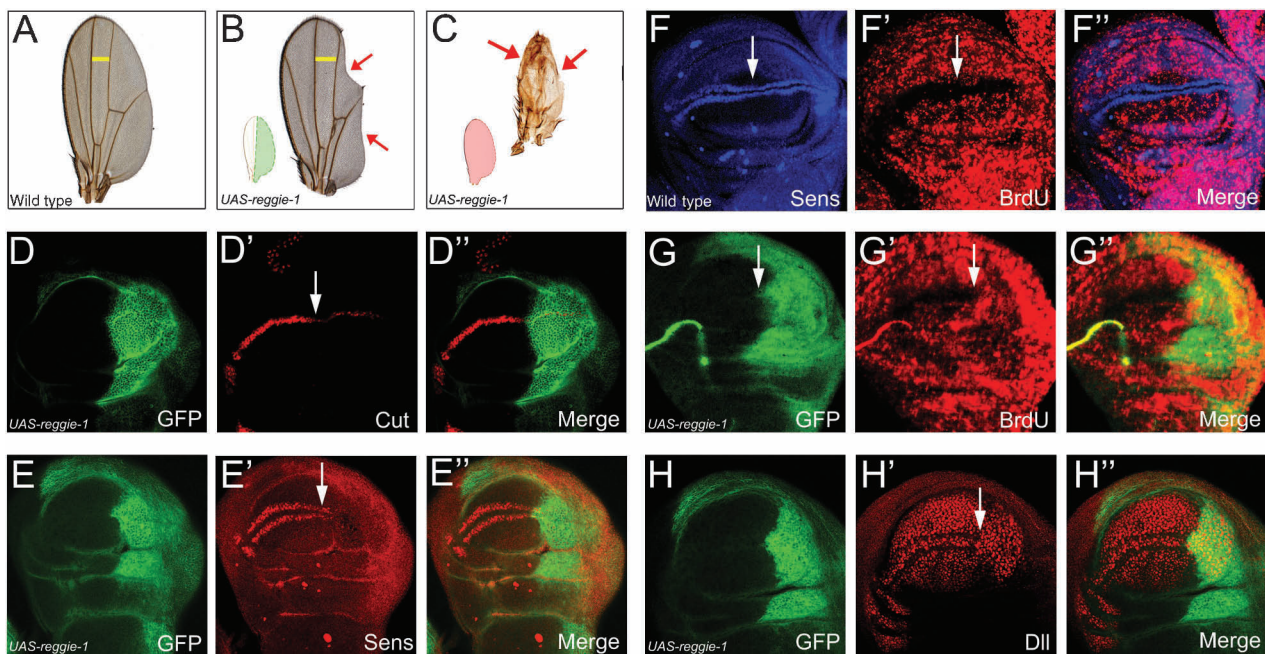 A
Wild type
B
UAS-reggie-1
C
UAS-reggie-1
D
UAS-reggie-1
GFP
D'
Cut
D''
Merge
E
UAS-reggie-1
GFP
E'
Sens
E''
Merge
F
Wild type
Sens
F'
BrdU
F''
Merge
G
UAS-reggie-1
GFP
G'
BrdU
G''
Merge
H
UAS-reggie-1
GFP
H'
Dll
H''
Merge